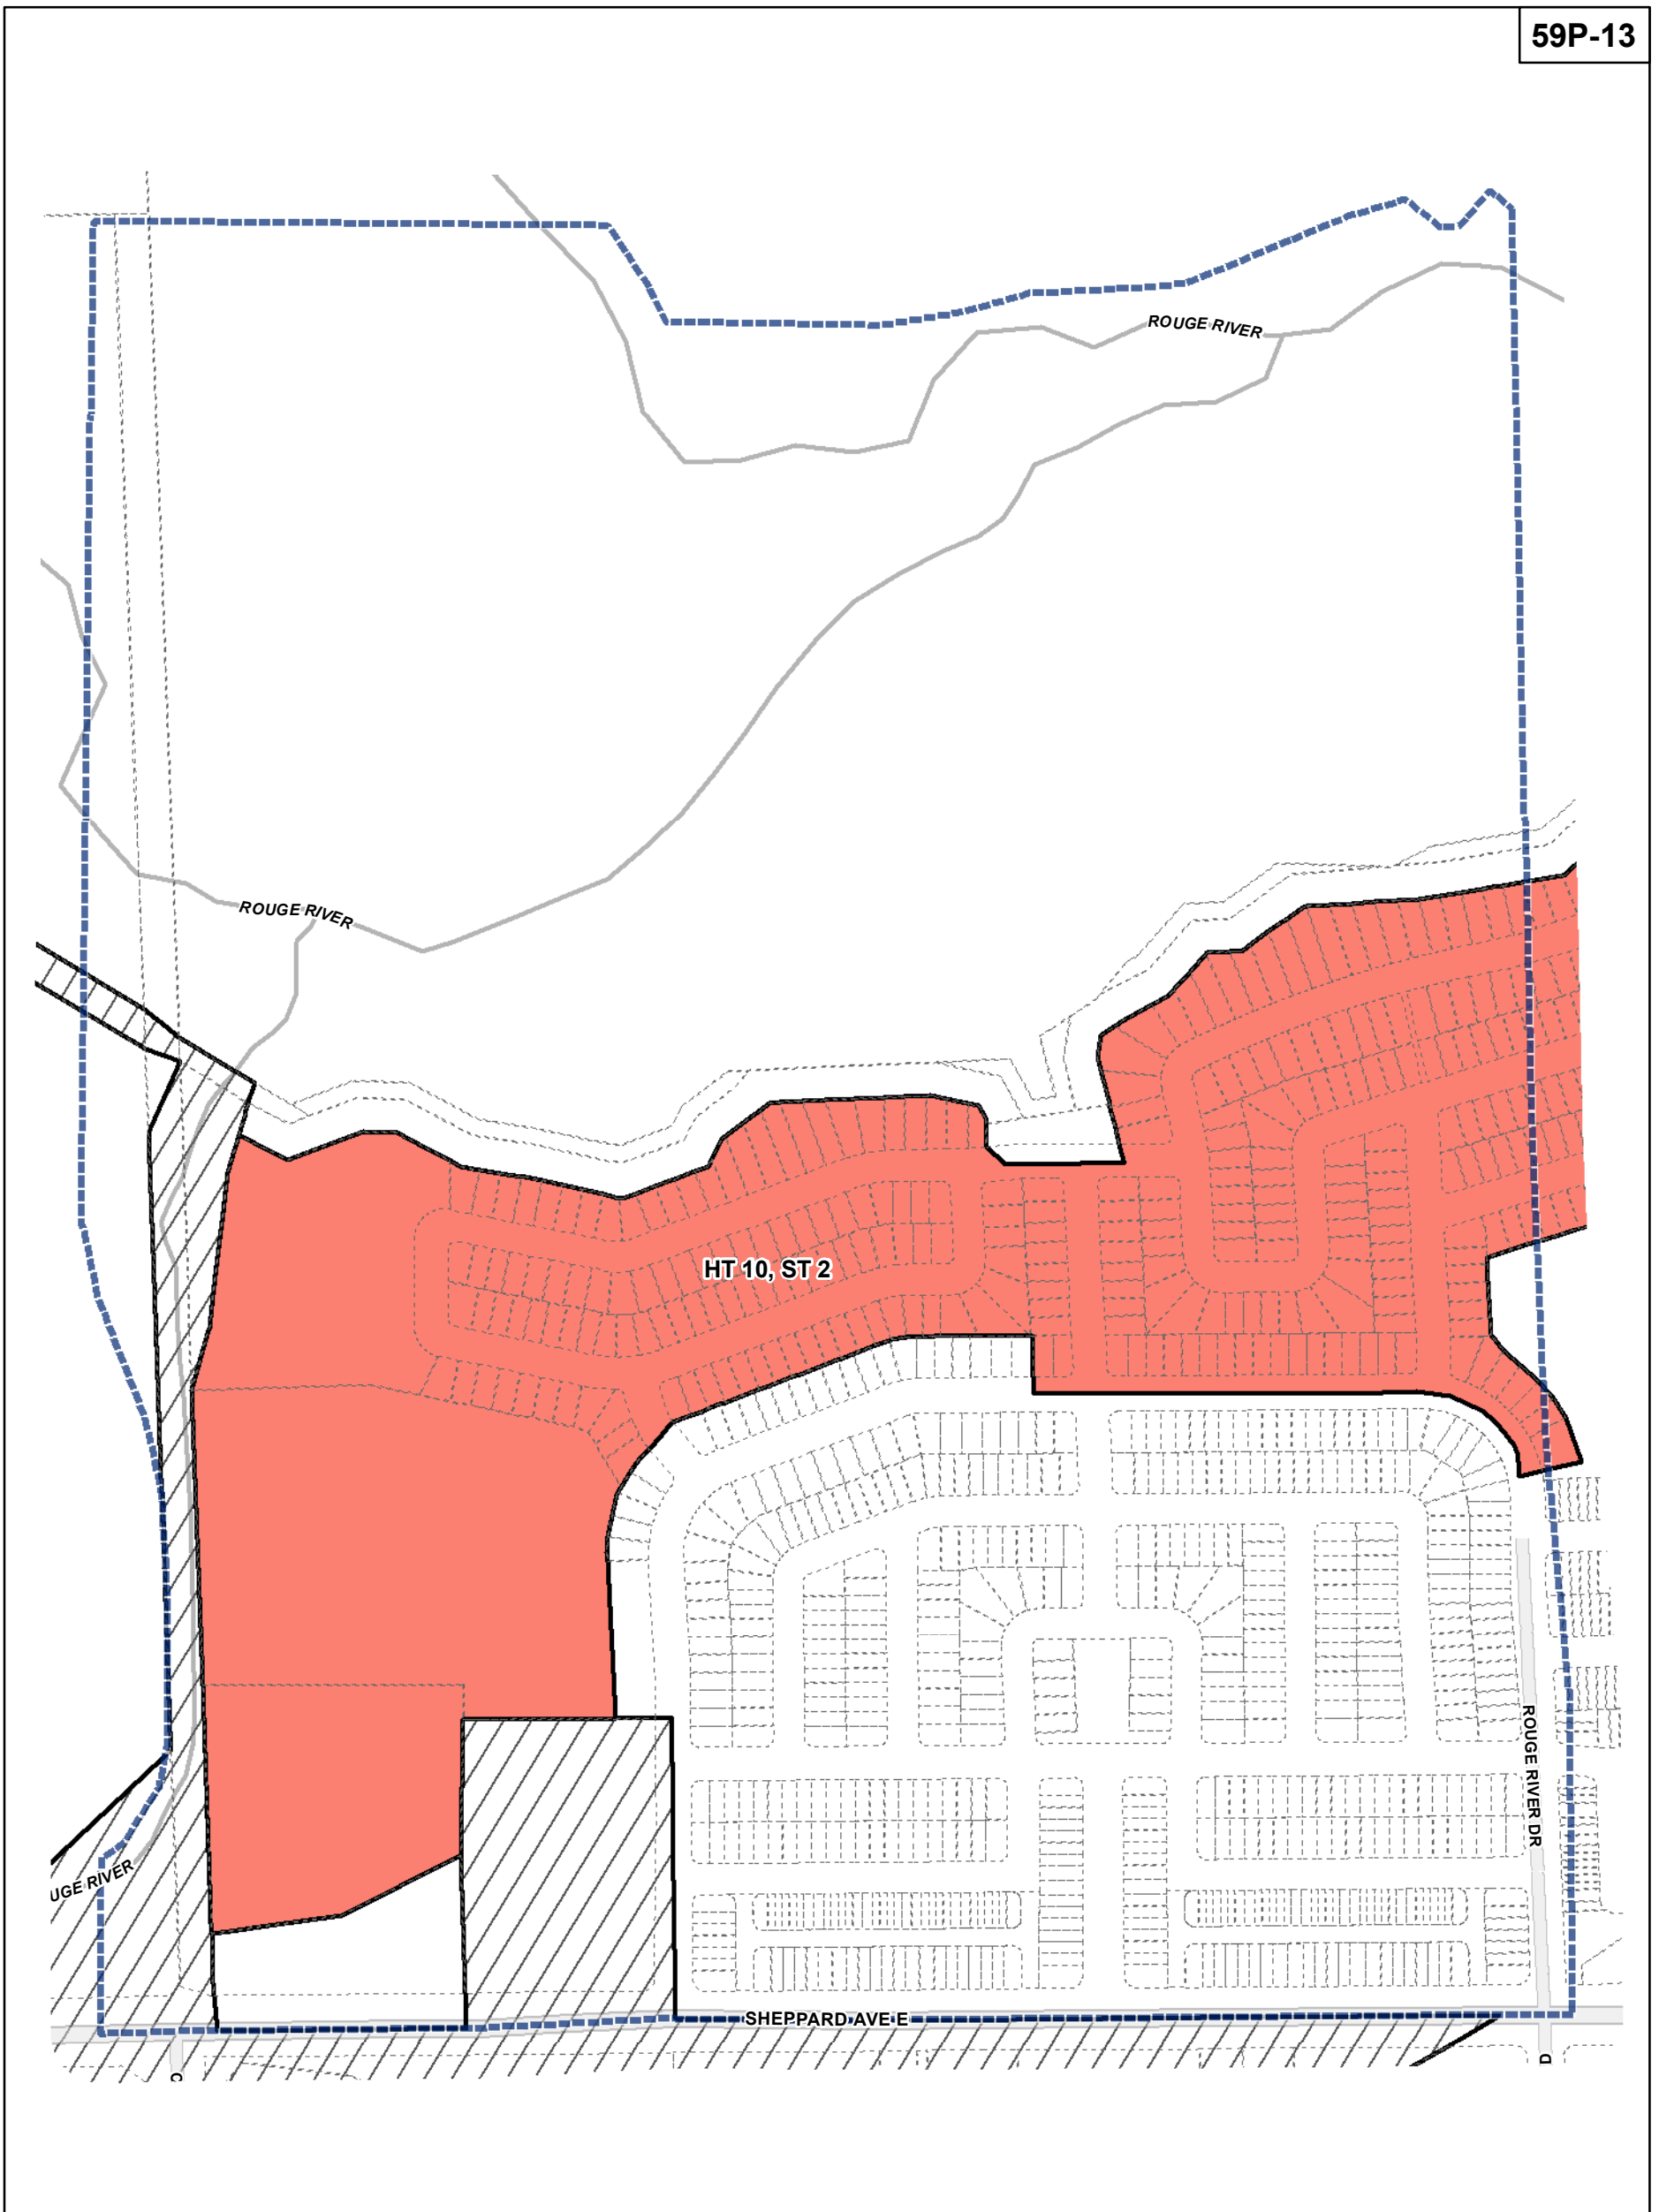 59P-13
ROUGE RIVER
ROUGE RIVER
HT 10, ST 2
ROUGE RIVER DR
UGE RIVER
SHEPPARD AVE E
C
D